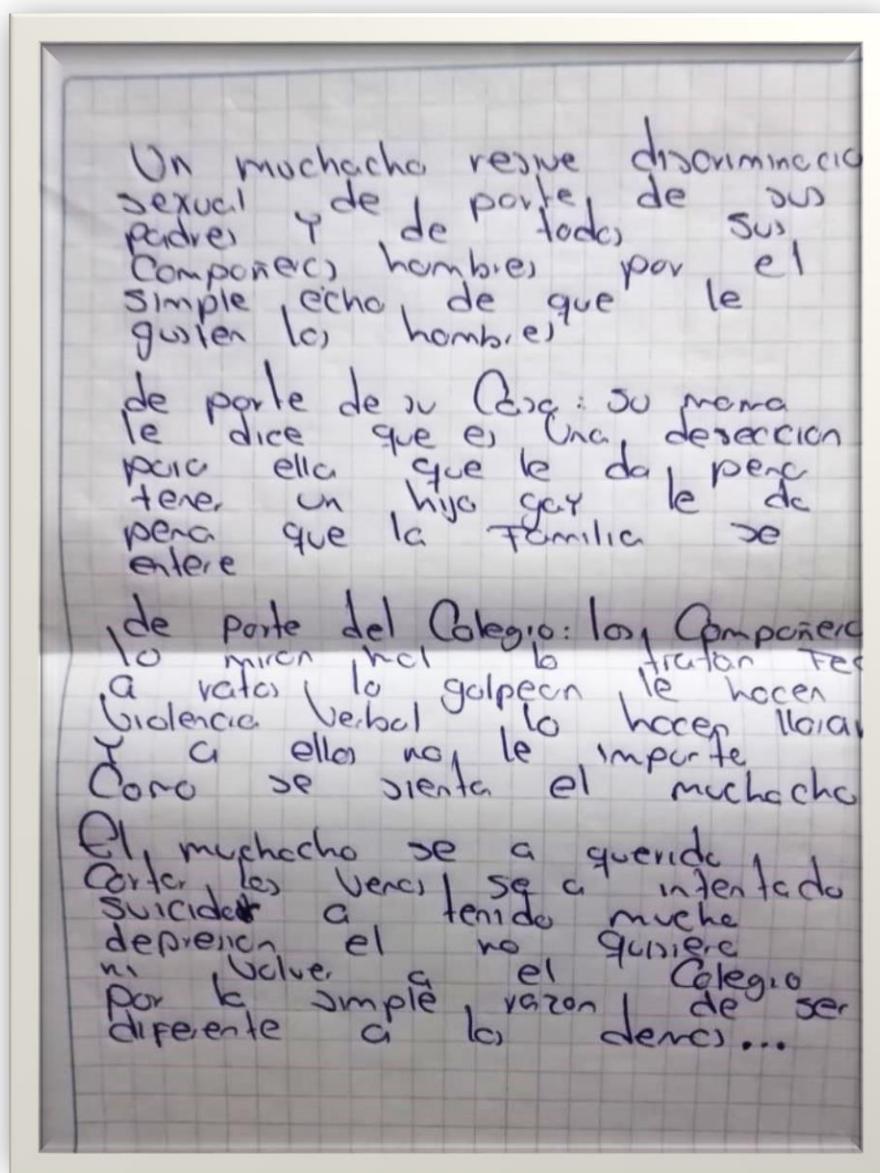 Un muchacho resive discriminacio
sexual de parte de sus
padres Y de todos sus
Compañeros hombres por el
simple echo de que le
gusten los hombres
de parte de su Casa: su mama
le dice que es una deseccion
para ella que le da pena
tener un hijo gay le da
pena que la Familia se
entere
de parte del Colegio: los Compañero
lo miran mal lo tratan Feo
a ratos lo golpean le hacen
Violencia Verbal lo hacen llorar
Y a ellos no le importe
Como se sienta el muchacho
El muchacho se a querido
Cortar las Venas se a intentado
suicidar a tenido mucha
depresion el no quisiera
ni Volver a el Colegio
por la simple razon de ser
diferente a los demas...